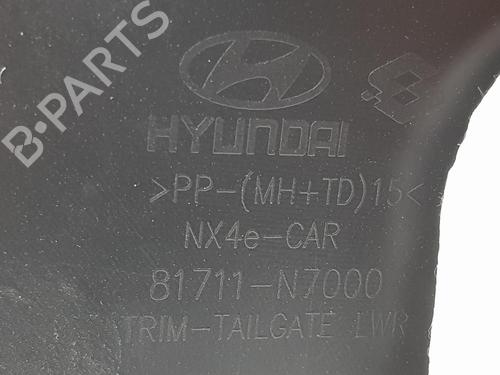 B-PARTS
HYUNDAI
>PP-(MH+TD)15<
NX4e-CAR
81711-N7000
TRIM-TAILGATE LWR